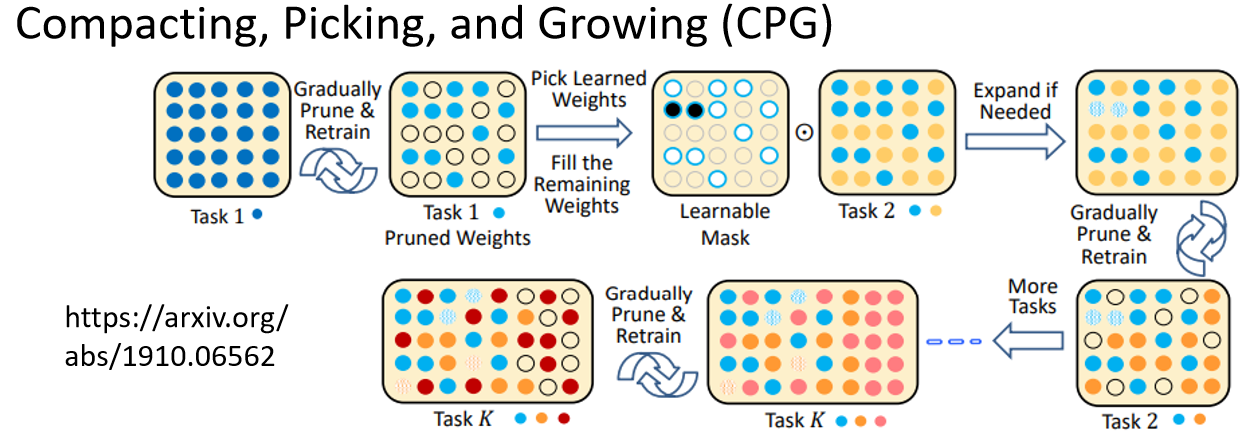 Compacting, Picking, and Growing (CPG)
Gradually
Prune &
Retrain
Pick Learned
Weights
Fill the
Remaining
Weights
Expand if
Needed
Task 1
Task 1
Pruned Weights
Learnable
Mask
Task 2
Gradually
Prune &
Retrain
https://arxiv.org/
abs/1910.06562
Gradually
Prune &
Retrain
More
Tasks
Task K
Task K
Task 2